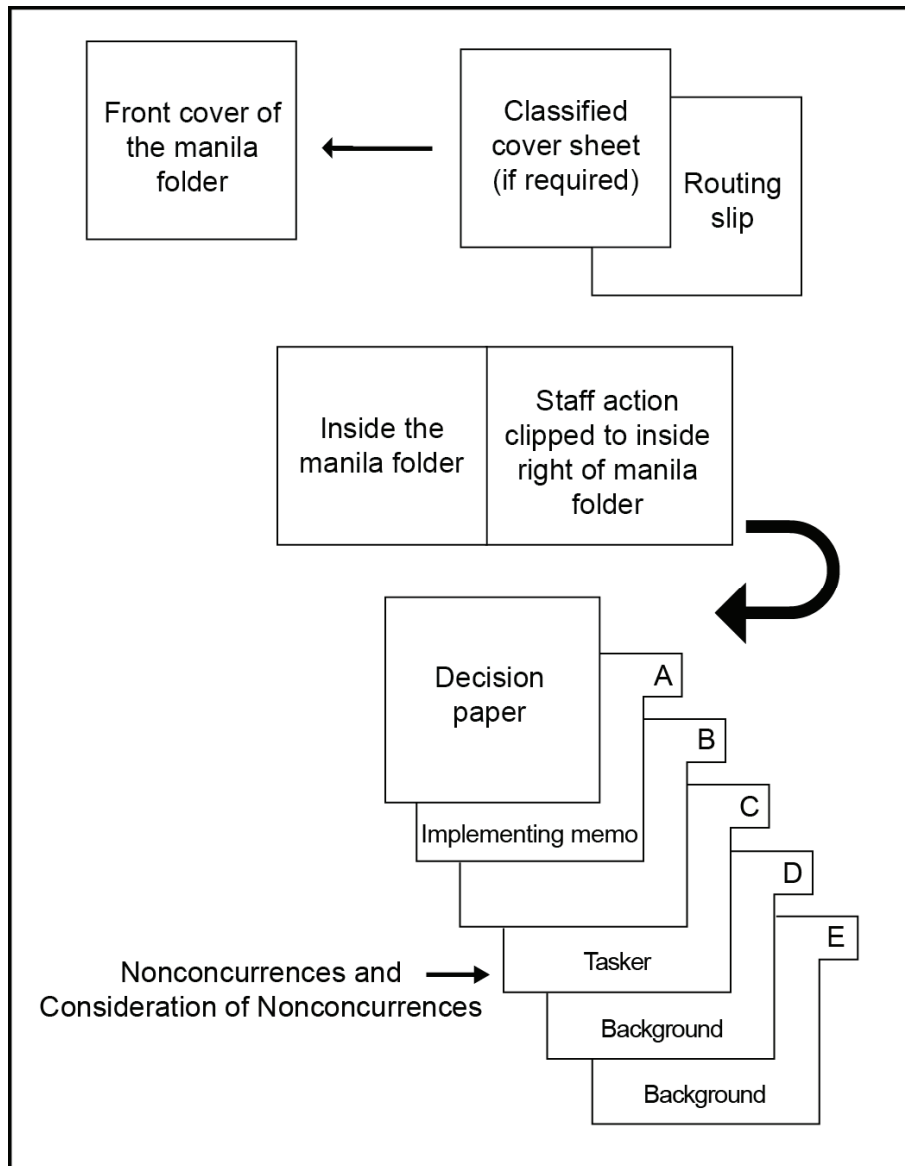 Front cover of
the manila
folder
Classified
cover sheet
(if required)
Routing
slip
Inside the
manila folder
Staff action
clipped to inside
right of manila
folder
Decision
paper
A
Implementing memo
B
C
Tasker
D
Background
E
Background
Nonconcurrences and
Consideration of Nonconcurrences